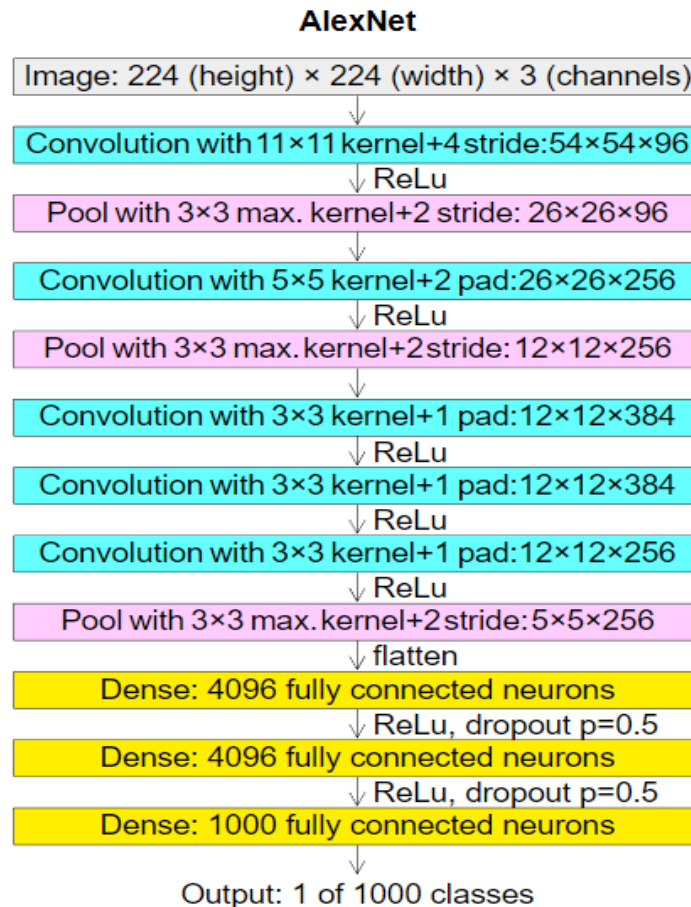 AlexNet
Image: 224 (height) × 224 (width) × 3 (channels)
Convolution with 11×11 kernel+4 stride:54×54×96
ReLu
Pool with 3×3 max. kernel+2 stride: 26×26×96
Convolution with 5×5 kernel+2 pad:26×26×256
ReLu
Pool with 3×3 max.kernel+2stride:12×12×256
Convolution with 3×3 kernel+1 pad:12×12×384
ReLu
Convolution with 3×3 kernel+1 pad:12×12×384
ReLu
Convolution with 3×3 kernel+1 pad:12×12×256
ReLu
Pool with 3×3 max.kernel+2stride:5×5×256
flatten
Dense: 4096 fully connected neurons
ReLu, dropout p=0.5
Dense: 4096 fully connected neurons
ReLu, dropout p=0.5
Dense: 1000 fully connected neurons
Output: 1 of 1000 classes